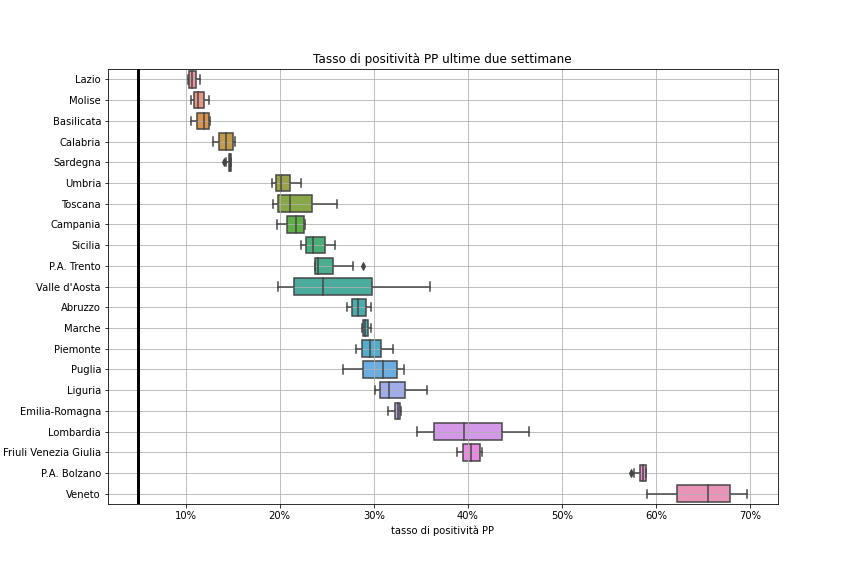 Tasso di positività PP ultime due settimane
Lazio
Molise
Basilicata
Calabria
Sardegna
Umbria
Toscana
Campania
Sicilia
P.A. Trento
Valle d'Aosta
Abruzzo
Marche
Piemonte
Puglia
Liguria
Emilia-Romagna
Lombardia
Friuli Venezia Giulia
P.A. Bolzano
Veneto
10% 20% 30% 40% 50% 60% 70%
tasso di positività PP